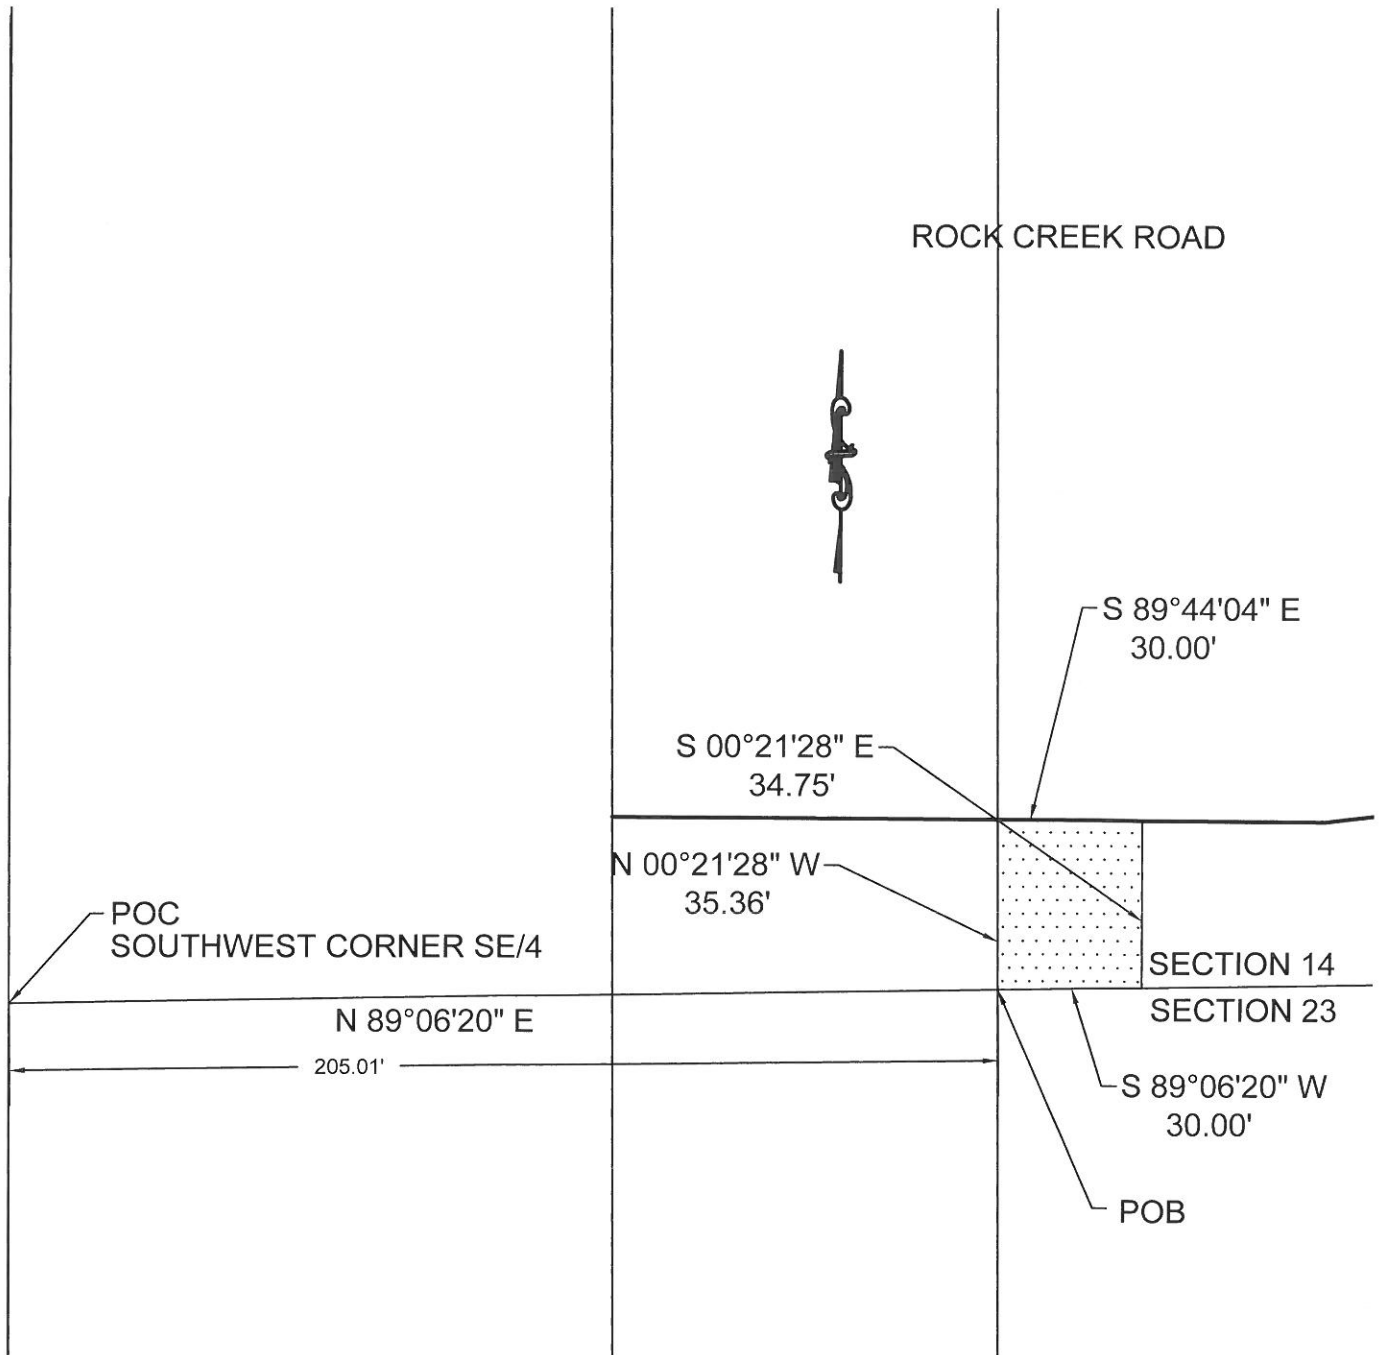 ROCK CREEK ROAD
S 89°44'04" E
30.00'
S 00°21'28" E
34.75'
N 00°21'28" W
35.36'
POC
SOUTHWEST CORNER SE/4
SECTION 14
N 89°06'20" E
SECTION 23
205.01'
S 89°06'20" W
30.00'
POB